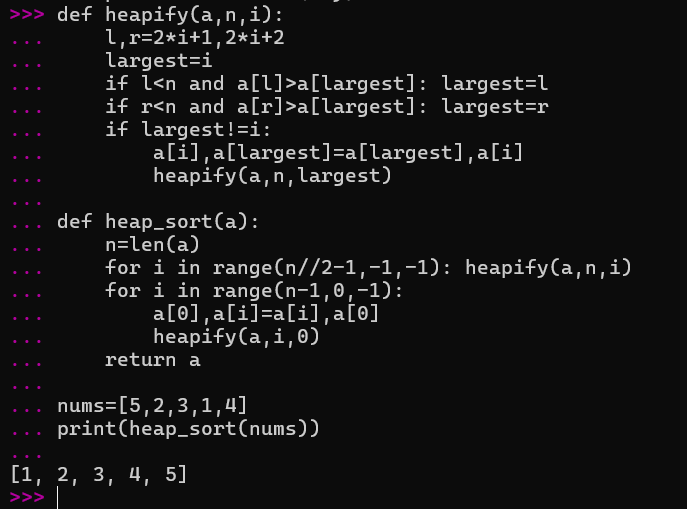 >>> def heapify(a,n,i):
...     l,r=2*i+1,2*i+2
...     largest=i
...     if l<n and a[l]>a[largest]: largest=l
...     if r<n and a[r]>a[largest]: largest=r
...     if largest!=i:
...         a[i],a[largest]=a[largest],a[i]
...         heapify(a,n,largest)
...
... def heap_sort(a):
...     n=len(a)
...     for i in range(n//2-1,-1,-1): heapify(a,n,i)
...     for i in range(n-1,0,-1):
...         a[0],a[i]=a[i],a[0]
...         heapify(a,i,0)
...     return a
...
... nums=[5,2,3,1,4]
... print(heap_sort(nums))
...
[1, 2, 3, 4, 5]
>>>